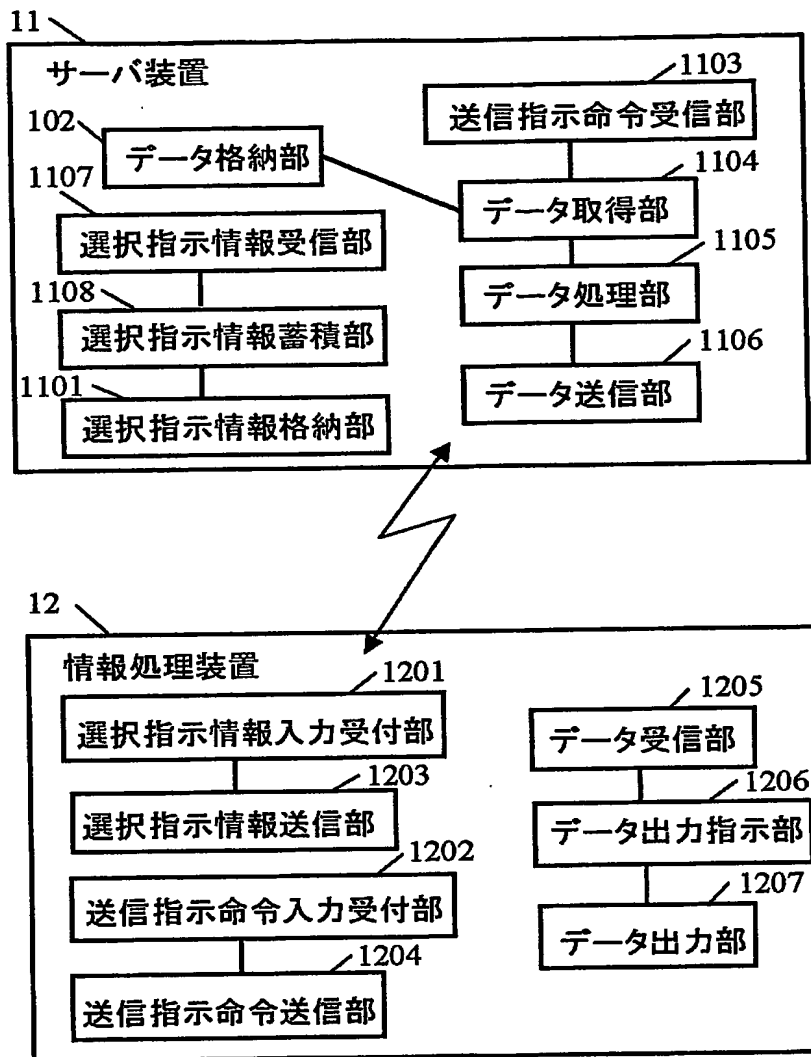 11
サーバ装置
1103
送信指示命令受信部
102
データ格納部
1104
データ取得部
1107
選択指示情報受信部
1105
データ処理部
1108
選択指示情報蓄積部
1106
データ送信部
1101
選択指示情報格納部
12
情報処理装置
1201
選択指示情報入力受付部
1205
データ受信部
1203
選択指示情報送信部
1206
データ出力指示部
1202
送信指示命令入力受付部
1207
データ出力部
1204
送信指示命令送信部